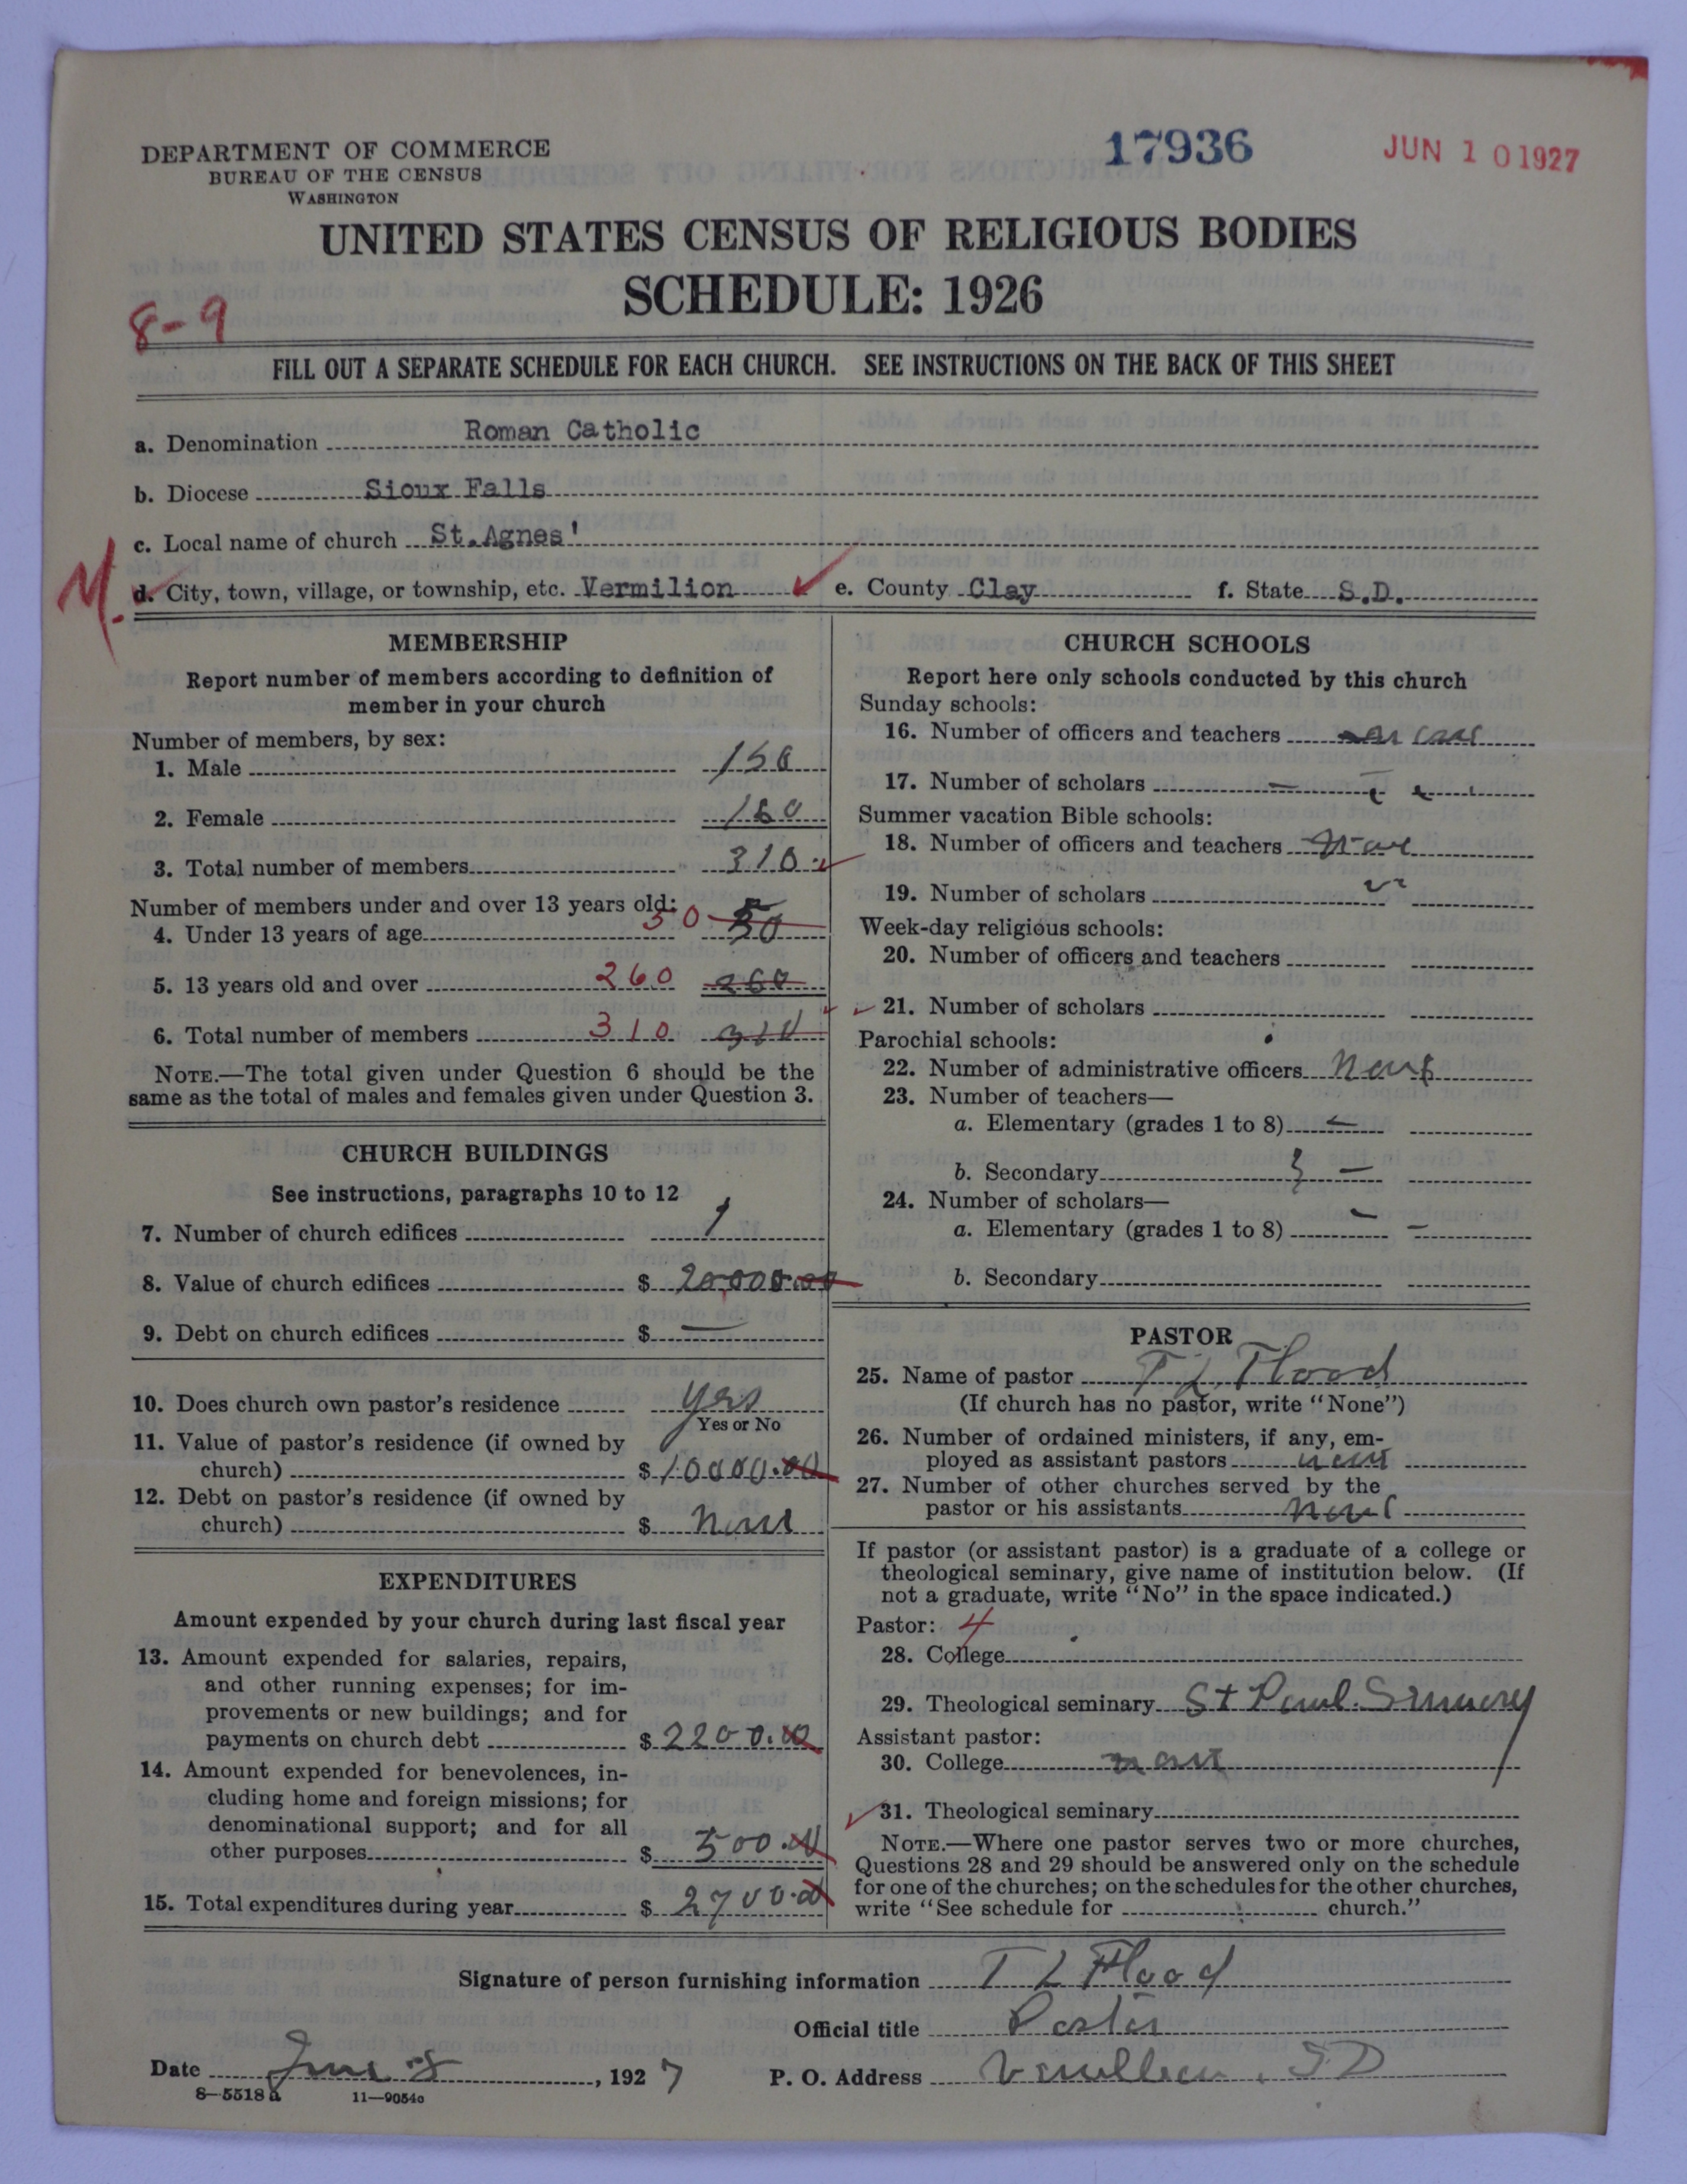 DEPARTMENT OF COMMERCE
BUREAU OF THE CENSUS
WASHINGTON
17936
JUN 10 1927
UNITED STATES CENSUS OF RELIGIOUS BODIES
SCHEDULE: 1926
8-9
FILL OUT A SEPARATE SCHEDULE FOR EACH CHURCH. SEE INSTRUCTIONS ON THE BACK OF THIS SHEET
a. Denomination Roman Catholic
b. Diocese Sioux Falls
c. Local name of church St. Agnes'
M.
d. City, town, village, or township, etc. Vermilion e. County Clay f. State S.D.
MEMBERSHIP
Report number of members according to definition of
member in your church
Number of members, by sex:
1. Male 150
2. Female 160
3. Total number of members 310
Number of members under and over 13 years old:
4. Under 13 years of age 50 50
5. 13 years old and over 260 260
6. Total number of members 310 310
NOTE.—The total given under Question 6 should be the
same as the total of males and females given under Question 3.
CHURCH BUILDINGS
See instructions, paragraphs 10 to 12
7. Number of church edifices 1
8. Value of church edifices $ 20,000.00
9. Debt on church edifices $ —
10. Does church own pastor's residence yes
Yes or No
11. Value of pastor's residence (if owned by
church) $ 10000.00
12. Debt on pastor's residence (if owned by
church) $ None
EXPENDITURES
Amount expended by your church during last fiscal year
13. Amount expended for salaries, repairs,
and other running expenses; for im-
provements or new buildings; and for
payments on church debt $ 2200.00
14. Amount expended for benevolences, in-
cluding home and foreign missions; for
denominational support; and for all
other purposes $ 500.00
15. Total expenditures during year $ 2700.00
CHURCH SCHOOLS
Report here only schools conducted by this church
Sunday schools:
16. Number of officers and teachers
17. Number of scholars
Summer vacation Bible schools:
18. Number of officers and teachers None
19. Number of scholars
Week-day religious schools:
20. Number of officers and teachers
21. Number of scholars
Parochial schools:
22. Number of administrative officers None
23. Number of teachers—
a. Elementary (grades 1 to 8) —
b. Secondary —
24. Number of scholars—
a. Elementary (grades 1 to 8) — —
b. Secondary
PASTOR
25. Name of pastor T L Flood
(If church has no pastor, write "None")
26. Number of ordained ministers, if any, em-
ployed as assistant pastors none
27. Number of other churches served by the
pastor or his assistants none
If pastor (or assistant pastor) is a graduate of a college or
theological seminary, give name of institution below. (If
not a graduate, write "No" in the space indicated.)
Pastor: 4
28. College
29. Theological seminary St Paul Seminary
Assistant pastor:
30. College none
31. Theological seminary
NOTE.—Where one pastor serves two or more churches,
Questions 28 and 29 should be answered only on the schedule
for one of the churches; on the schedules for the other churches,
write "See schedule for church."
Signature of person furnishing information T L Flood
Official title Pastor
Date June 8, 1927 P. O. Address Vermillion, S D
8-5518 a 11-9054c